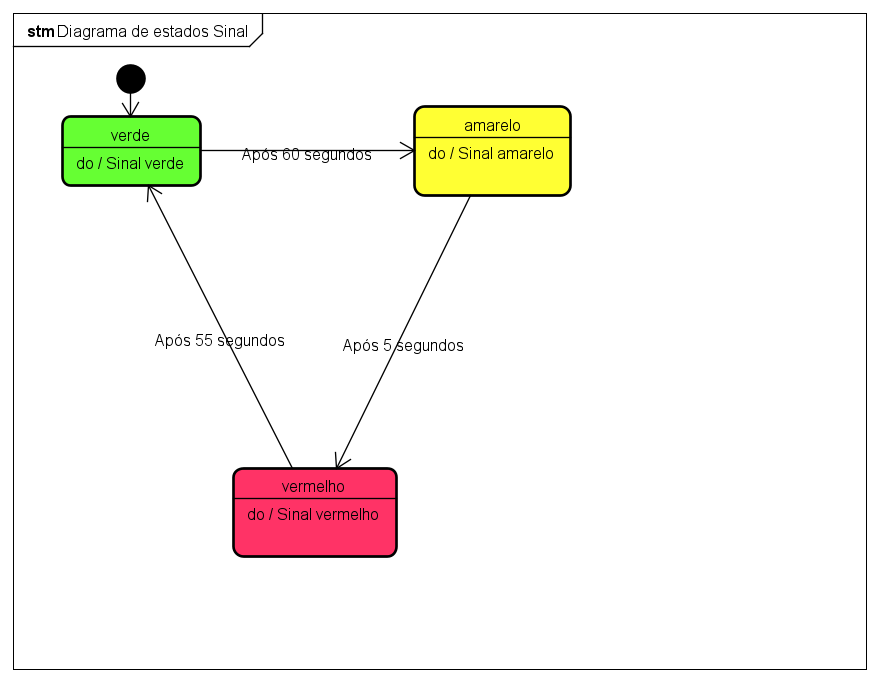 stm Diagrama de estados Sinal
verde
do / Sinal verde
Após 60 segundos
amarelo
do / Sinal amarelo
Após 55 segundos
Após 5 segundos
vermelho
do / Sinal vermelho